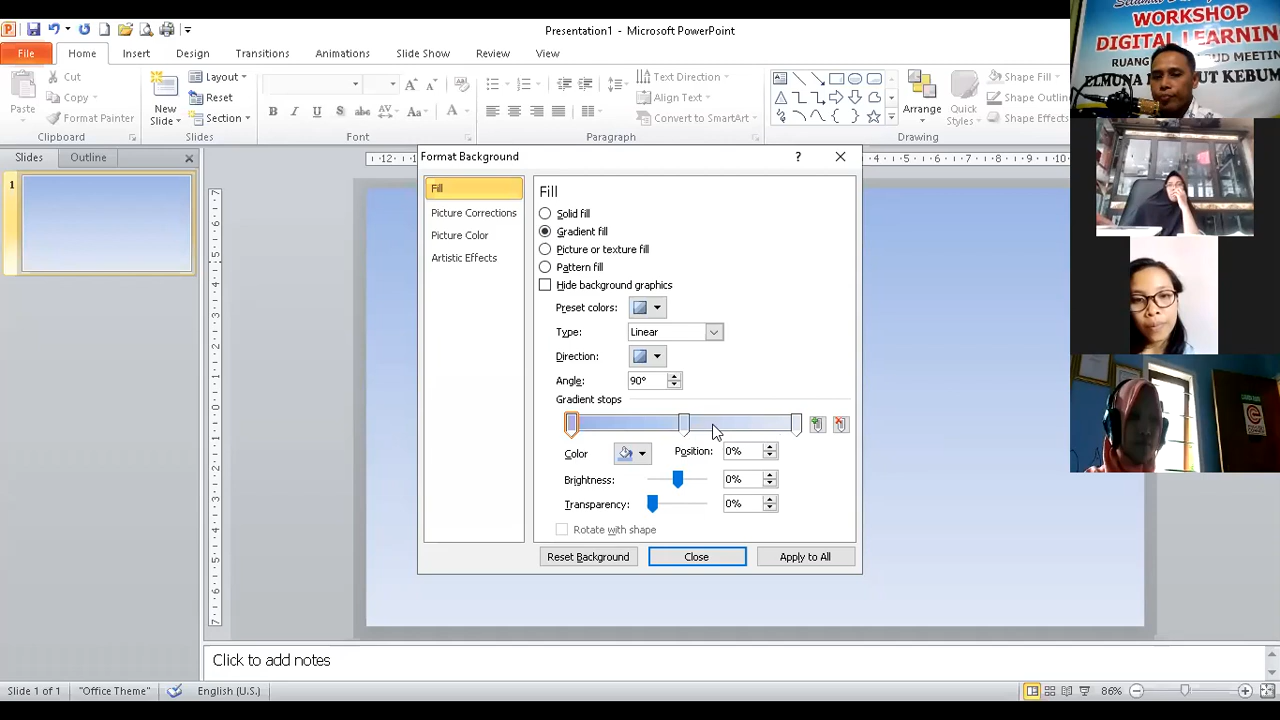 Presentation1 - Microsoft PowerPoint
File Home Insert Design Transitions Animations Slide Show Review View
Paste
Cut
Copy
Format Painter
Clipboard
New Slide
Layout
Reset
Section
Slides
B I U S
Aa
Font
Text Direction
Align Text
Convert to SmartArt
Paragraph
Arrange
Quick Styles
Shape Fill
Shape Outlin
Shape Effects
Drawing
WORKSHOP
DIGITAL LEARNING
Slides Outline
1
Format Background
?
Fill
Picture Corrections
Picture Color
Artistic Effects
Fill
Solid fill
Gradient fill
Picture or texture fill
Pattern fill
Hide background graphics
Preset colors:
Type: Linear
Direction:
Angle: 90°
Gradient stops
Color Position: 0%
Brightness: 0%
Transparency: 0%
Rotate with shape
Reset Background Close Apply to All
Click to add notes
Slide 1 of 1 "Office Theme" English (U.S.) 86%